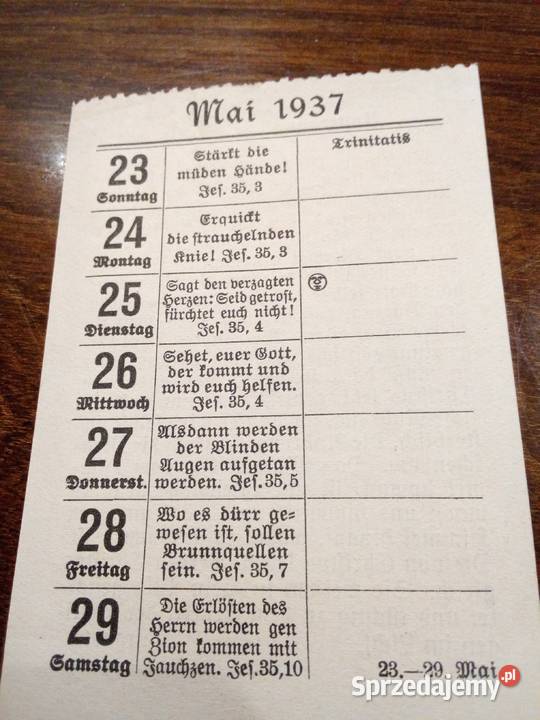 Mai 1937
23
Sonntag
Stärkt die
müden Hände!
Jes. 35, 3
Trinitatis
24
Montag
Erquickt
die strauchelnden
Knie! Jes. 35, 3
25
Dienstag
Sagt den verzagten
Herzen: Seid getrost,
fürchtet euch nicht!
Jes. 35, 4
26
Mittwoch
Sehet, euer Gott,
der kommt und
wird euch helfen.
Jes. 35, 4
27
Donnerst.
Alsdann werden
der Blinden
Augen aufgetan
werden. Jes. 35, 5
28
Freitag
Wo es dürr ge-
wesen ist, sollen
Brunnquellen
sein. Jes. 35, 7
29
Samstag
Die Erlösten des
Herrn werden gen
Zion kommen mit
Jauchzen. Jes. 35, 10
23.—29. Mai
Sprzedajemy.pl